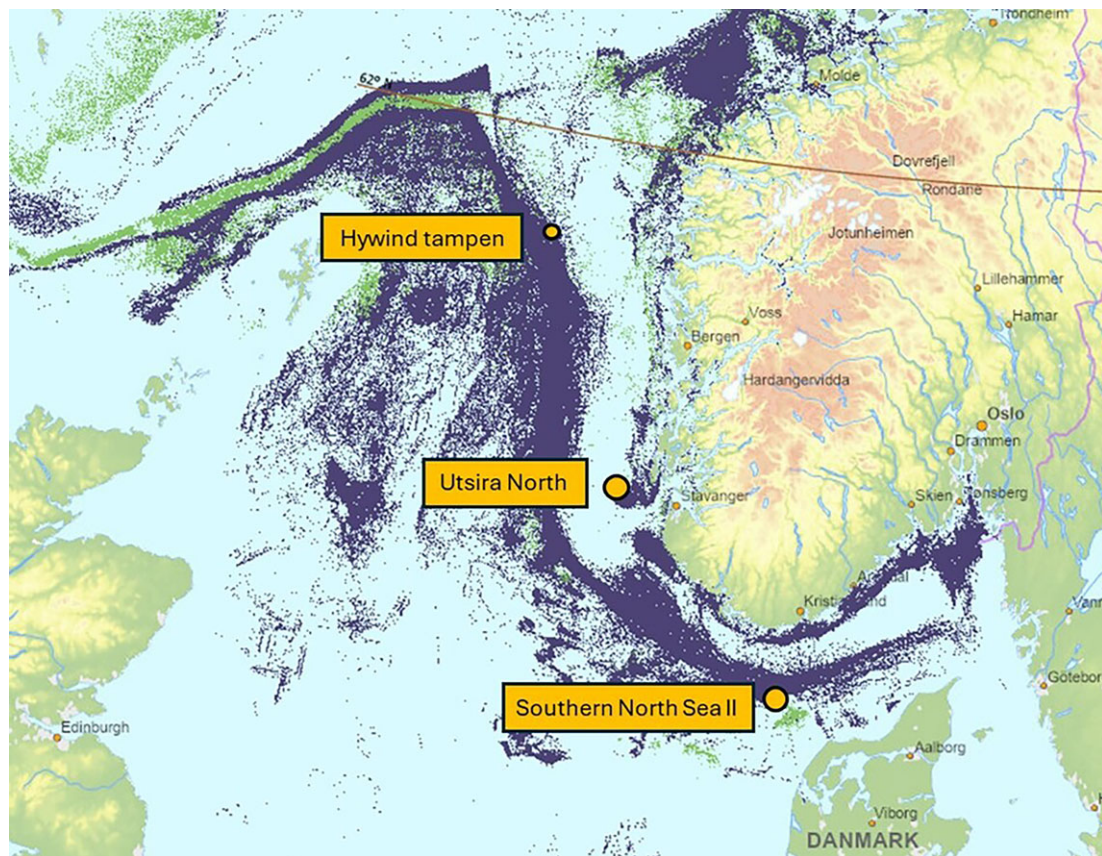 Trondheim
Molde
62º N
Dovrefjell
Rondane
Hywind tampen
Jotunheimen
Lillehammer
Hamar
Voss
Bergen
Hardangervidda
Oslo
Drammen
Utsira North
Stavanger
Skien
Tønsberg
Kristiansand
Southern North Sea II
Göteborg
Edinburgh
Aalborg
Viborg
DANMARK